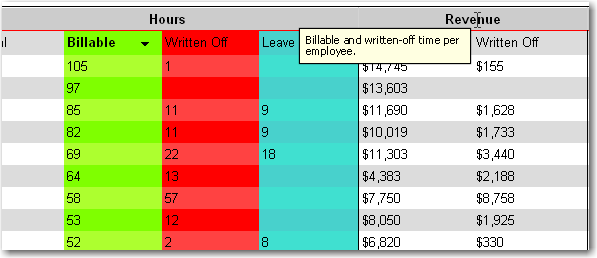 Hours Revenue
al Billable Written Off Leave Written Off
Billable and written-off time per
employee.
105 1 $14,745 $155
97 $13,603
85 11 9 $11,690 $1,628
82 11 9 $10,019 $1,733
69 22 18 $11,303 $3,440
64 13 $4,383 $2,188
58 57 $7,750 $8,758
53 12 $8,050 $1,925
52 2 8 $6,820 $330